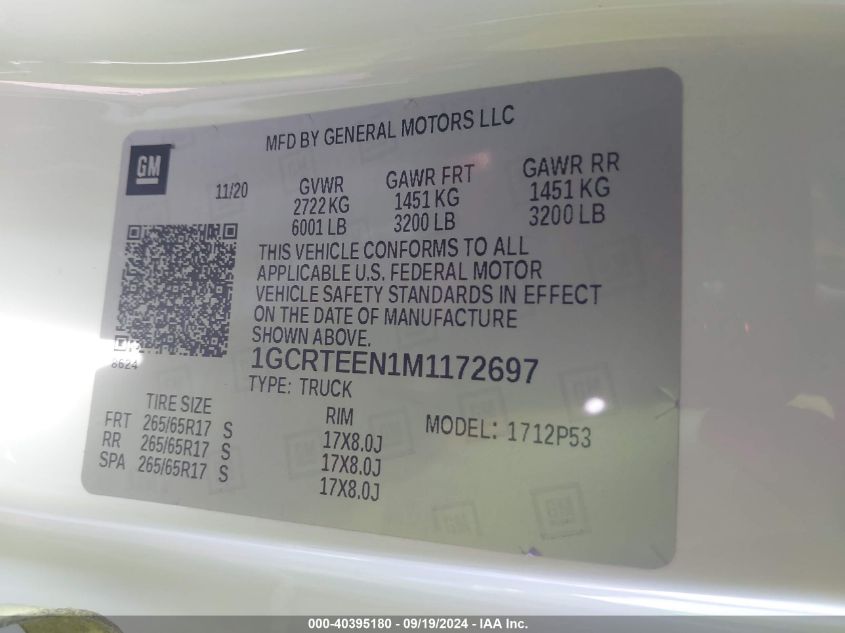 MFD BY GENERAL MOTORS LLC
GM
11/20
GVWR GAWR FRT GAWR RR
2722 KG 1451 KG 1451 KG
6001 LB 3200 LB 3200 LB
THIS VEHICLE CONFORMS TO ALL
APPLICABLE U.S. FEDERAL MOTOR
VEHICLE SAFETY STANDARDS IN EFFECT
ON THE DATE OF MANUFACTURE
SHOWN ABOVE.
8624
1GCRTEEN1M1172697
TYPE: TRUCK
TIRE SIZE RIM MODEL: 1712P53
FRT 265/65R17 S 17X8.0J
RR 265/65R17 S 17X8.0J
SPA 265/65R17 S 17X8.0J
000-40395180 - 09/19/2024 - IAA Inc.